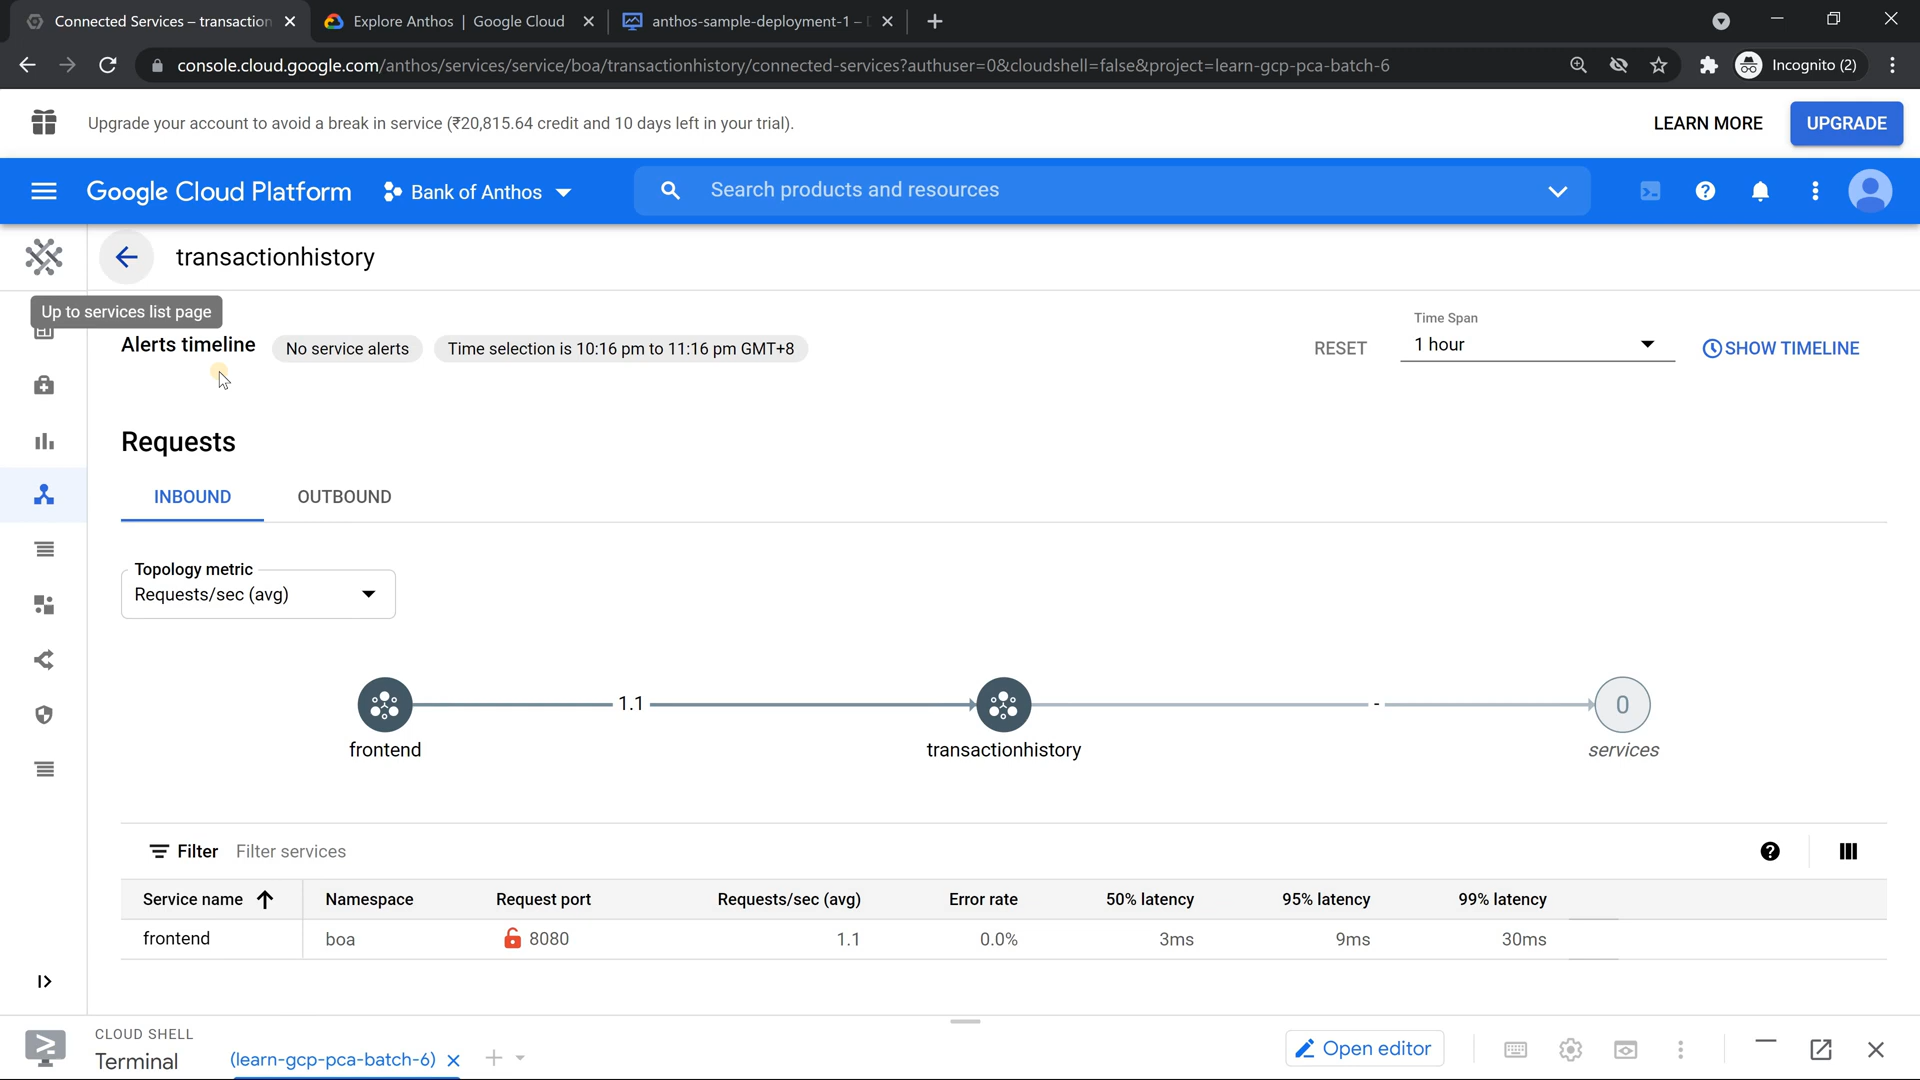 Connected Services – transaction
Explore Anthos | Google Cloud
anthos-sample-deployment-1 –
console.cloud.google.com/anthos/services/service/boa/transactionhistory/connected-services?authuser=0&cloudshell=false&project=learn-gcp-pca-batch-6
Incognito (2)
Upgrade your account to avoid a break in service (₹20,815.64 credit and 10 days left in your trial).
LEARN MORE
UPGRADE
Google Cloud Platform
Bank of Anthos
Search products and resources
transactionhistory
Up to services list page
Alerts timeline
No service alerts
Time selection is 10:16 pm to 11:16 pm GMT+8
RESET
Time Span
1 hour
SHOW TIMELINE
Requests
INBOUND
OUTBOUND
Topology metric
Requests/sec (avg)
1.1
-
0
frontend
transactionhistory
services
Filter
Filter services
Service name
Namespace
Request port
Requests/sec (avg)
Error rate
50% latency
95% latency
99% latency
frontend
boa
8080
1.1
0.0%
3ms
9ms
30ms
CLOUD SHELL
Terminal
(learn-gcp-pca-batch-6)
Open editor